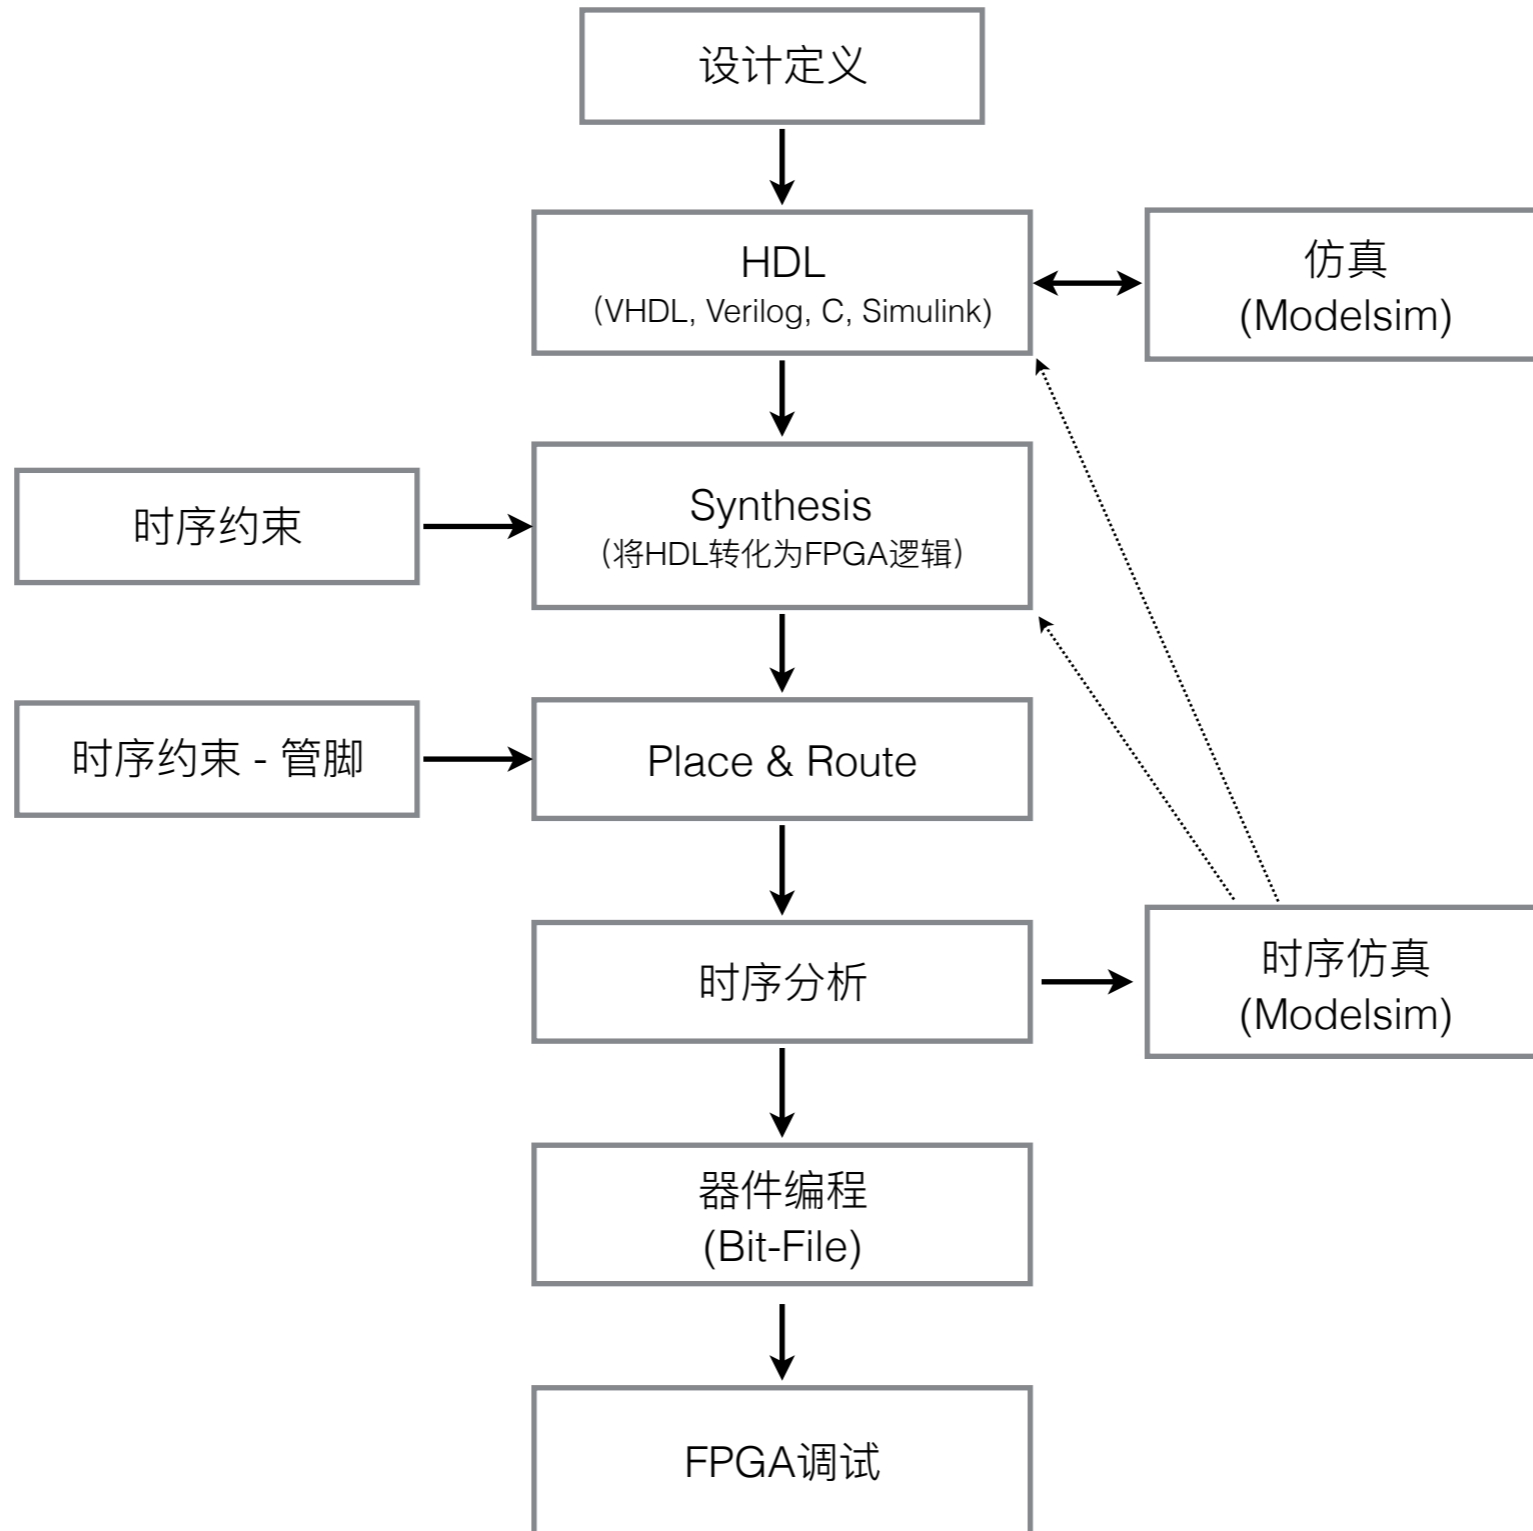 设计定义
HDL
（VHDL, Verilog, C, Simulink)
仿真
(Modelsim)
时序约束
Synthesis
（将HDL转化为FPGA逻辑）
时序约束 - 管脚
Place & Route
时序分析
时序仿真
(Modelsim)
器件编程
(Bit-File)
FPGA调试